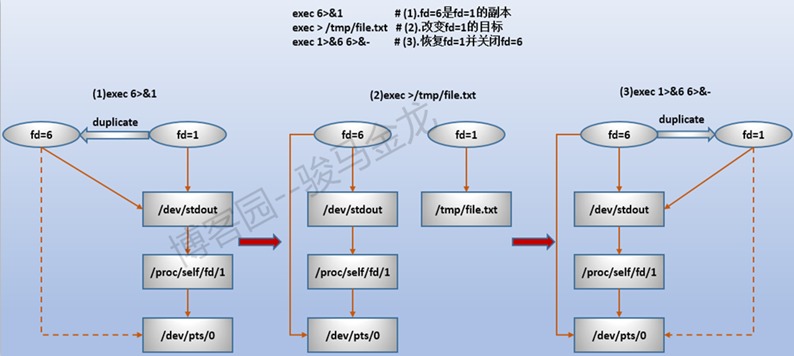 exec 6>&1 # (1).fd=6是fd=1的副本
exec > /tmp/file.txt # (2).改变fd=1的目标
exec 1>&6 6>&- # (3).恢复fd=1并关闭fd=6
(1)exec 6>&1
(2)exec >/tmp/file.txt
(3)exec 1>&6 6>&-
fd=6
duplicate
fd=1
fd=6
fd=1
fd=6
duplicate
fd=1
/dev/stdout
/dev/stdout
/tmp/file.txt
/dev/stdout
/proc/self/fd/1
/proc/self/fd/1
/proc/self/fd/1
/dev/pts/0
/dev/pts/0
/dev/pts/0
博客园--骏马金龙